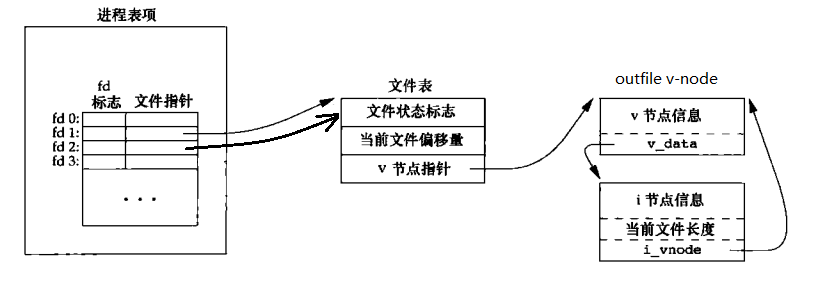 进程表项
fd
标志 文件指针
fd 0:
fd 1:
fd 2:
fd 3:
...
文件表
文件状态标志
当前文件偏移量
v 节点指针
outfile v-node
v 节点信息
v_data
i 节点信息
当前文件长度
i_vnode